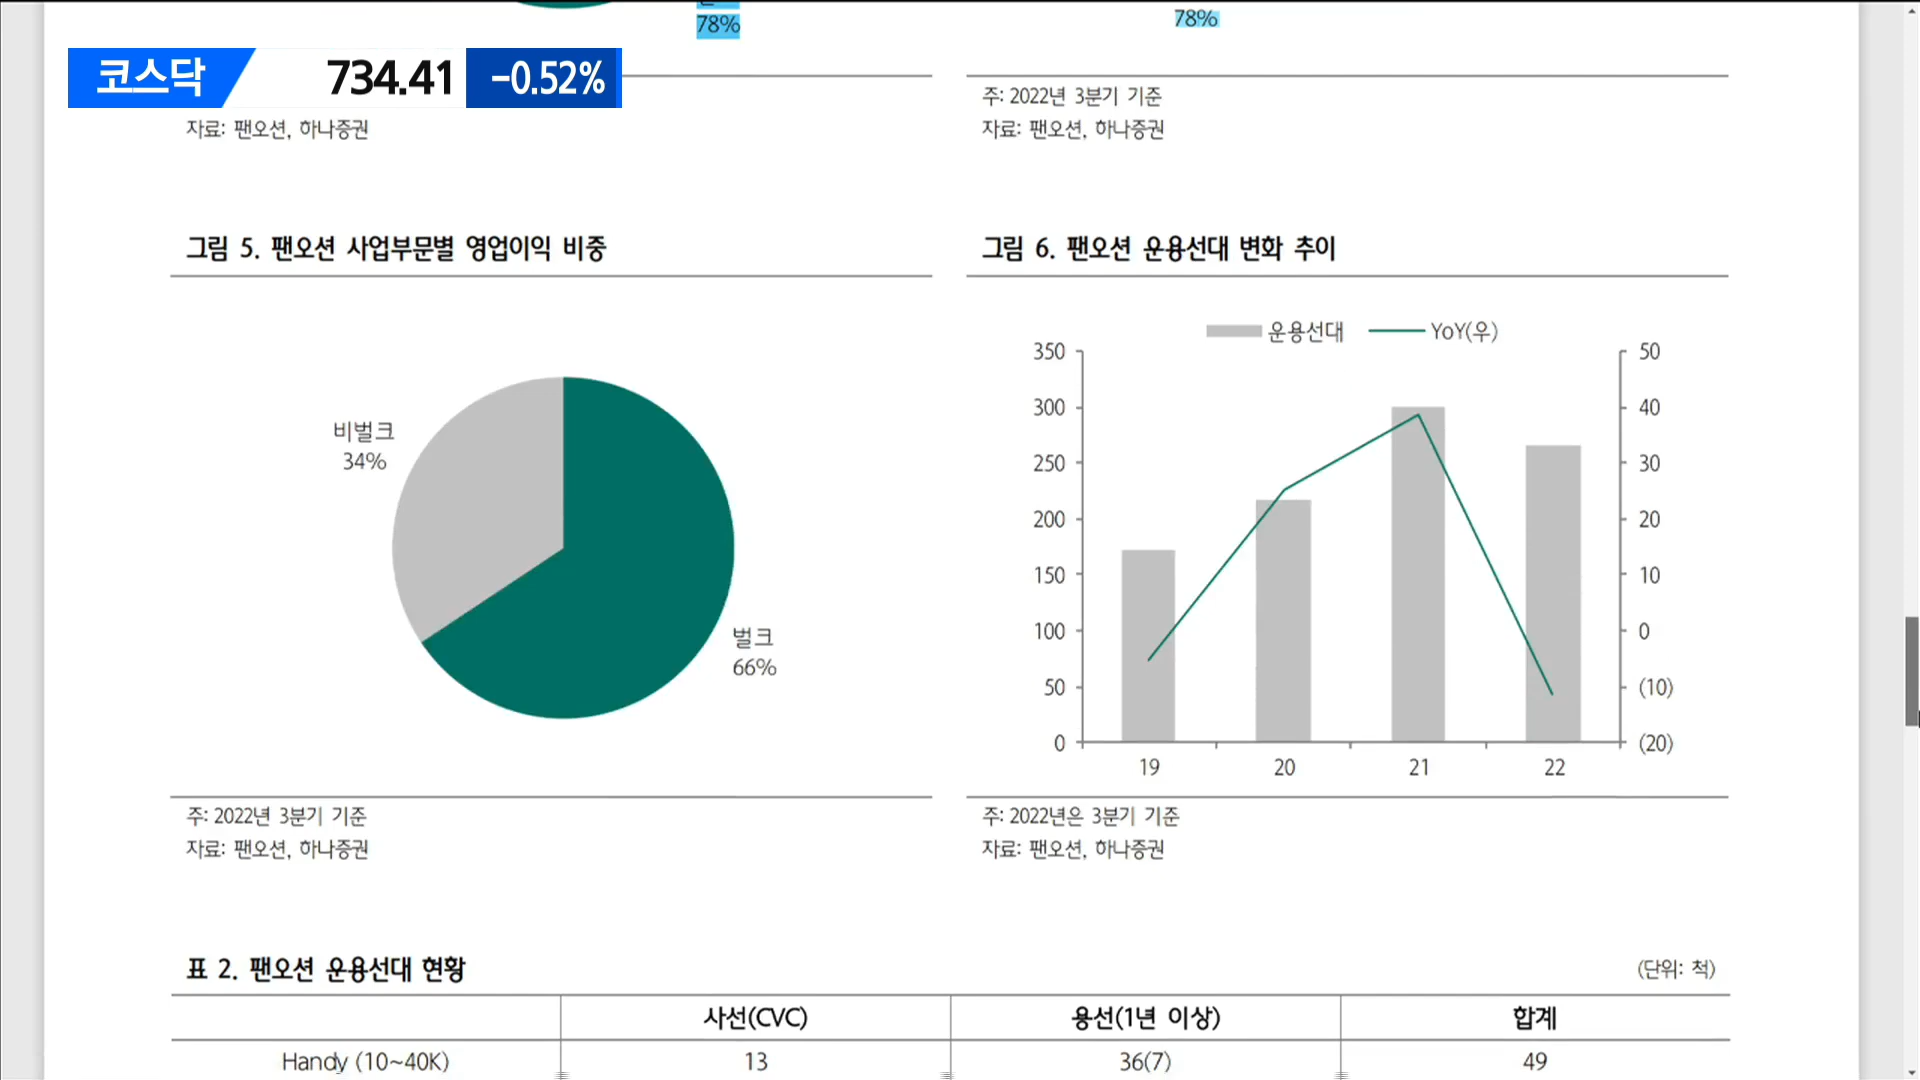 78%
78%
코스닥 734.41 -0.52%
주: 2022년 3분기 기준
자료: 팬오션, 하나증권
자료: 팬오션, 하나증권
그림 5. 팬오션 사업부문별 영업이익 비중
비벌크
34%
벌크
66%
주: 2022년 3분기 기준
자료: 팬오션, 하나증권
그림 6. 팬오션 운용선대 변화 추이
운용선대 YoY(우)
350
300
250
200
150
100
50
0
50
40
30
20
10
0
(10)
(20)
19 20 21 22
주: 2022년은 3분기 기준
자료: 팬오션, 하나증권
표 2. 팬오션 운용선대 현황 (단위: 척)
사선(CVC) 용선(1년 이상) 합계
Handy (10~40K) 13 36(7) 49